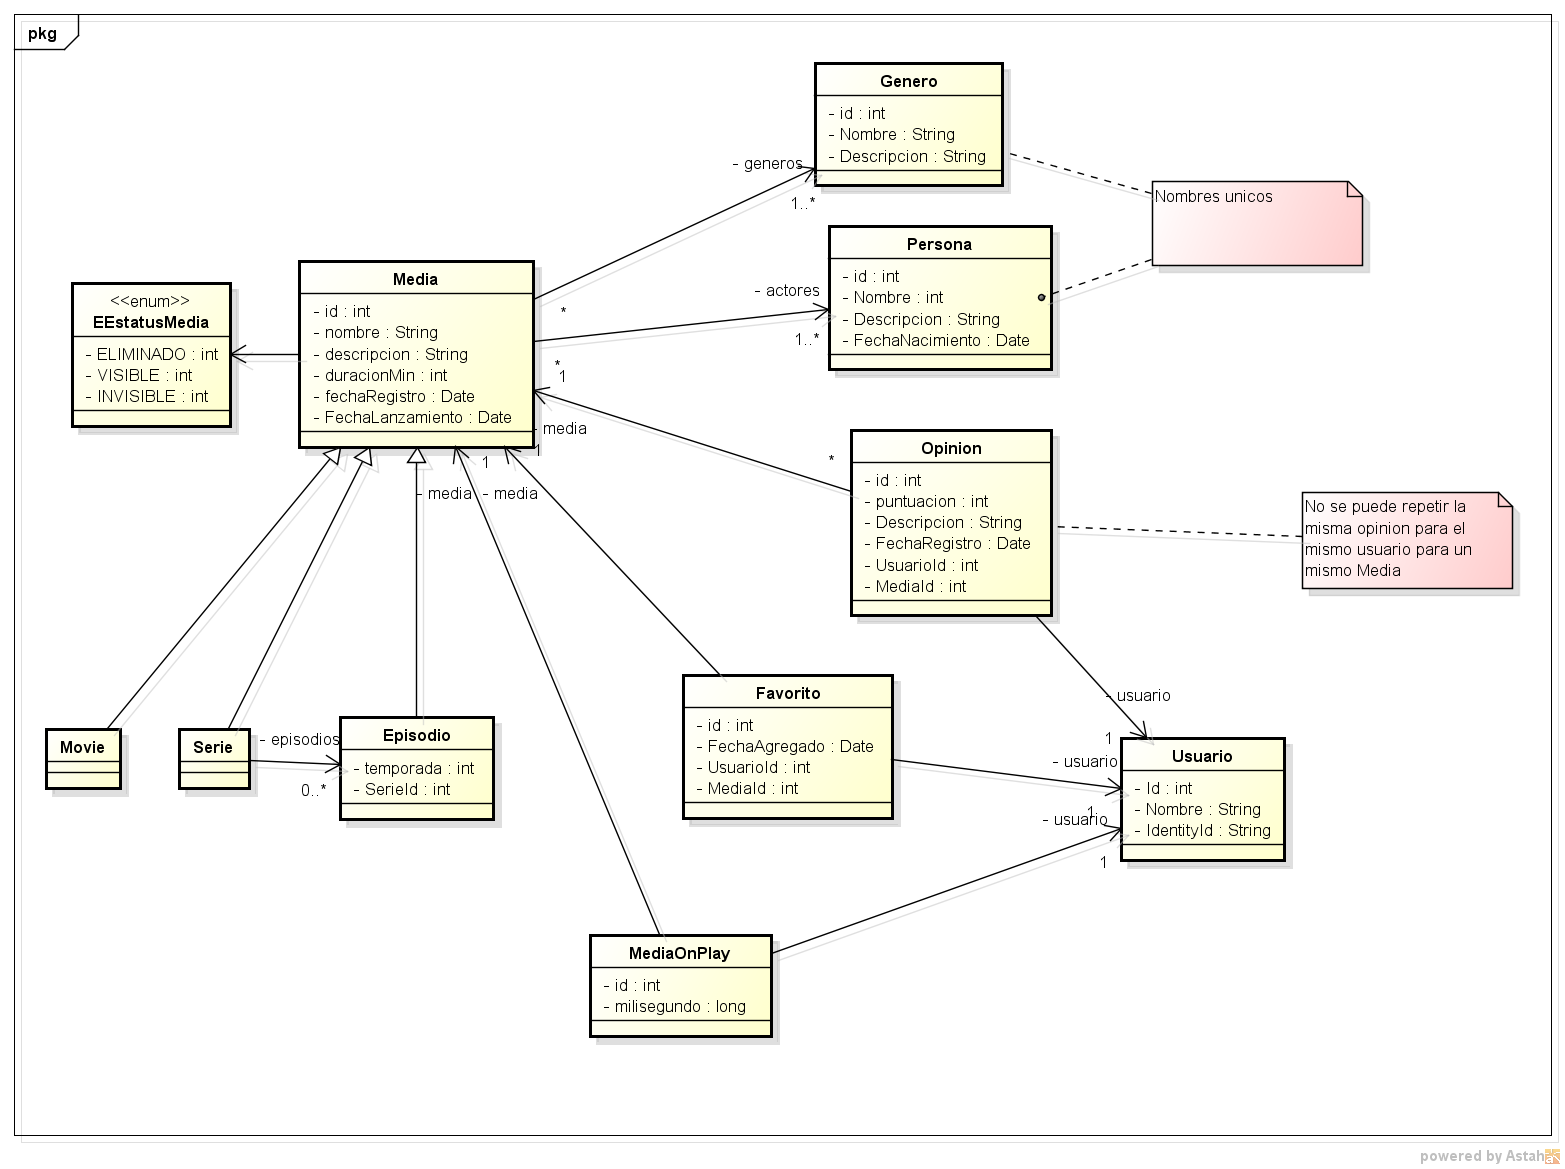 pkg
Genero
- id : int
- Nombre : String
- Descripcion : String
- generos
1..*
Nombres unicos
Persona
- id : int
- Nombre : int
- Descripcion : String
- FechaNacimiento : Date
- actores
1..*
<<enum>>
EEstatusMedia
- ELIMINADO : int
- VISIBLE : int
- INVISIBLE : int
Media
- id : int
- nombre : String
- descripcion : String
- duracionMin : int
- fechaRegistro : Date
- FechaLanzamiento : Date
*
*
1
- media
1
1
- media
- media
*
Opinion
- id : int
- puntuacion : int
- Descripcion : String
- FechaRegistro : Date
- UsuarioId : int
- MediaId : int
No se puede repetir la
misma opinion para el
mismo usuario para un
mismo Media
Movie
Serie
- episodios
0..*
Episodio
- temporada : int
- SerieId : int
Favorito
- id : int
- FechaAgregado : Date
- UsuarioId : int
- MediaId : int
- usuario
1
- usuario
1
- usuario
1
Usuario
- Id : int
- Nombre : String
- IdentityId : String
MediaOnPlay
- id : int
- milisegundo : long
powered by Astah